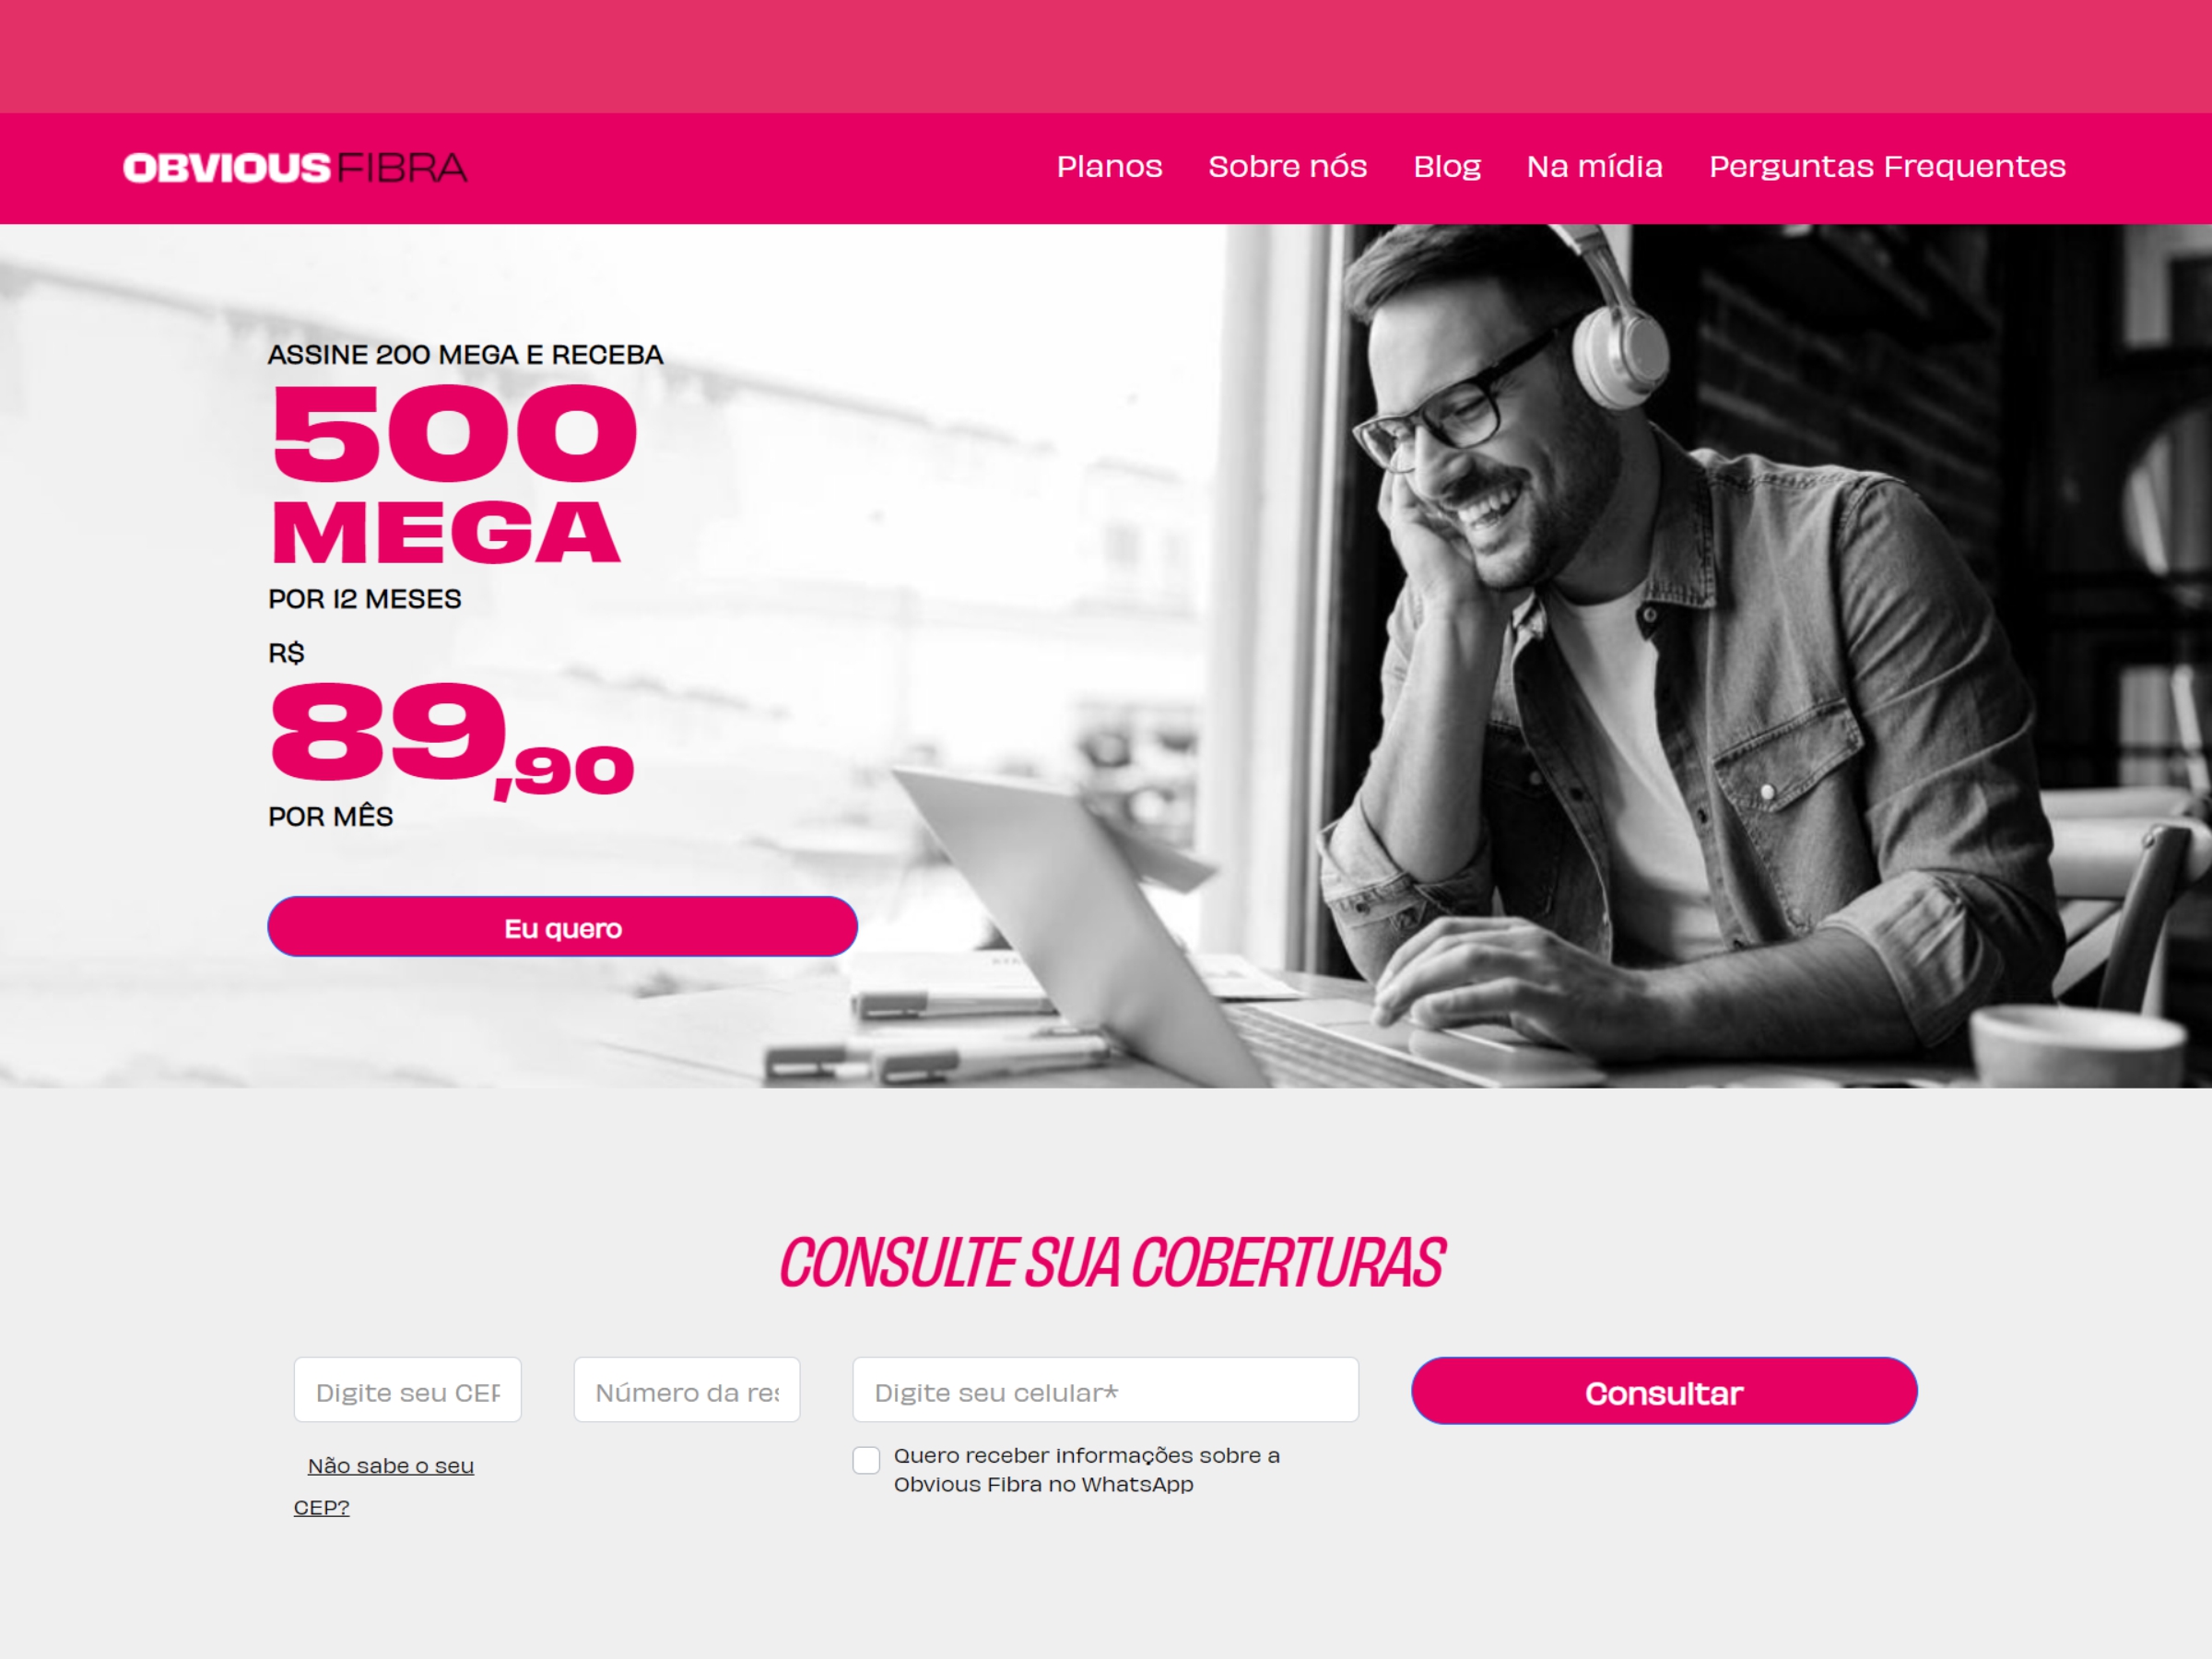 OBVIOUS FIBRA
Planos Sobre nós Blog Na mídia Perguntas Frequentes
ASSINE 200 MEGA E RECEBA
500
MEGA
POR 12 MESES
R$
89,90
POR MÊS
Eu quero
CONSULTE SUA COBERTURAS
Digite seu CEP
Número da res
Digite seu celular*
Consultar
Não sabe o seu
CEP?
Quero receber informações sobre a
Obvious Fibra no WhatsApp